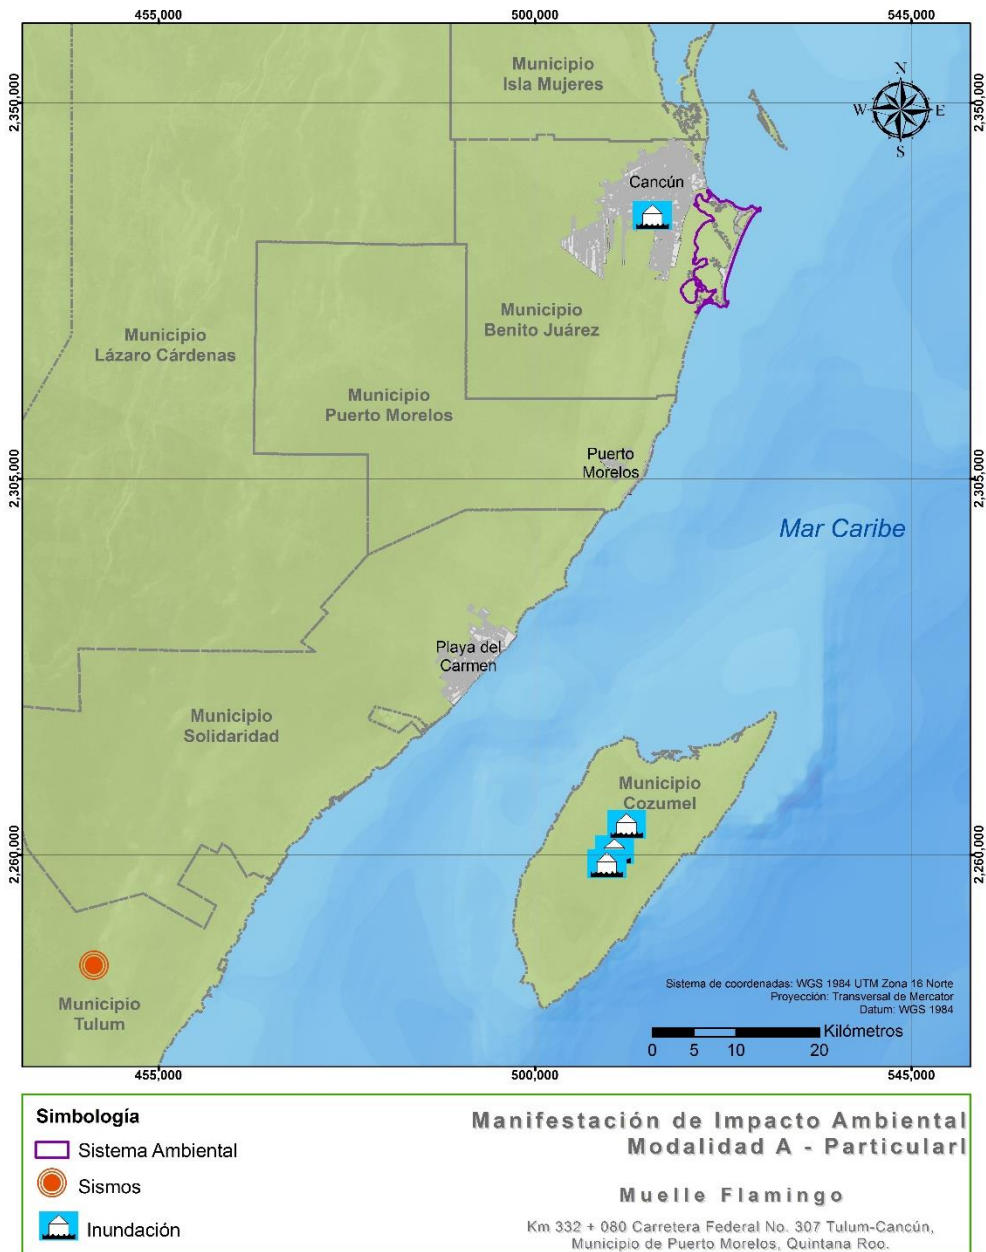 455,000
500,000
545,000
2,350,000
2,350,000
Municipio
Isla Mujeres
N
W
E
S
Cancún
Municipio
Benito Juárez
Municipio
Lázaro Cárdenas
Municipio
Puerto Morelos
Puerto
Morelos
2,305,000
2,305,000
Mar Caribe
Playa del
Carmen
Municipio
Solidaridad
Municipio
Cozumel
2,260,000
2,260,000
Municipio
Tulum
Sistema de coordenadas: WGS 1984 UTM Zona 16 Norte
Proyección: Transversal de Mercator
Datum: WGS 1984
Kilómetros
0 5 10 20
455,000
500,000
545,000
Simbología
Sistema Ambiental
Sismos
Inundación
Manifestación de Impacto Ambiental
Modalidad A - Particularl
Muelle Flamingo
Km 332 + 080 Carretera Federal No. 307 Tulum-Cancún,
Municipio de Puerto Morelos, Quintana Roo.